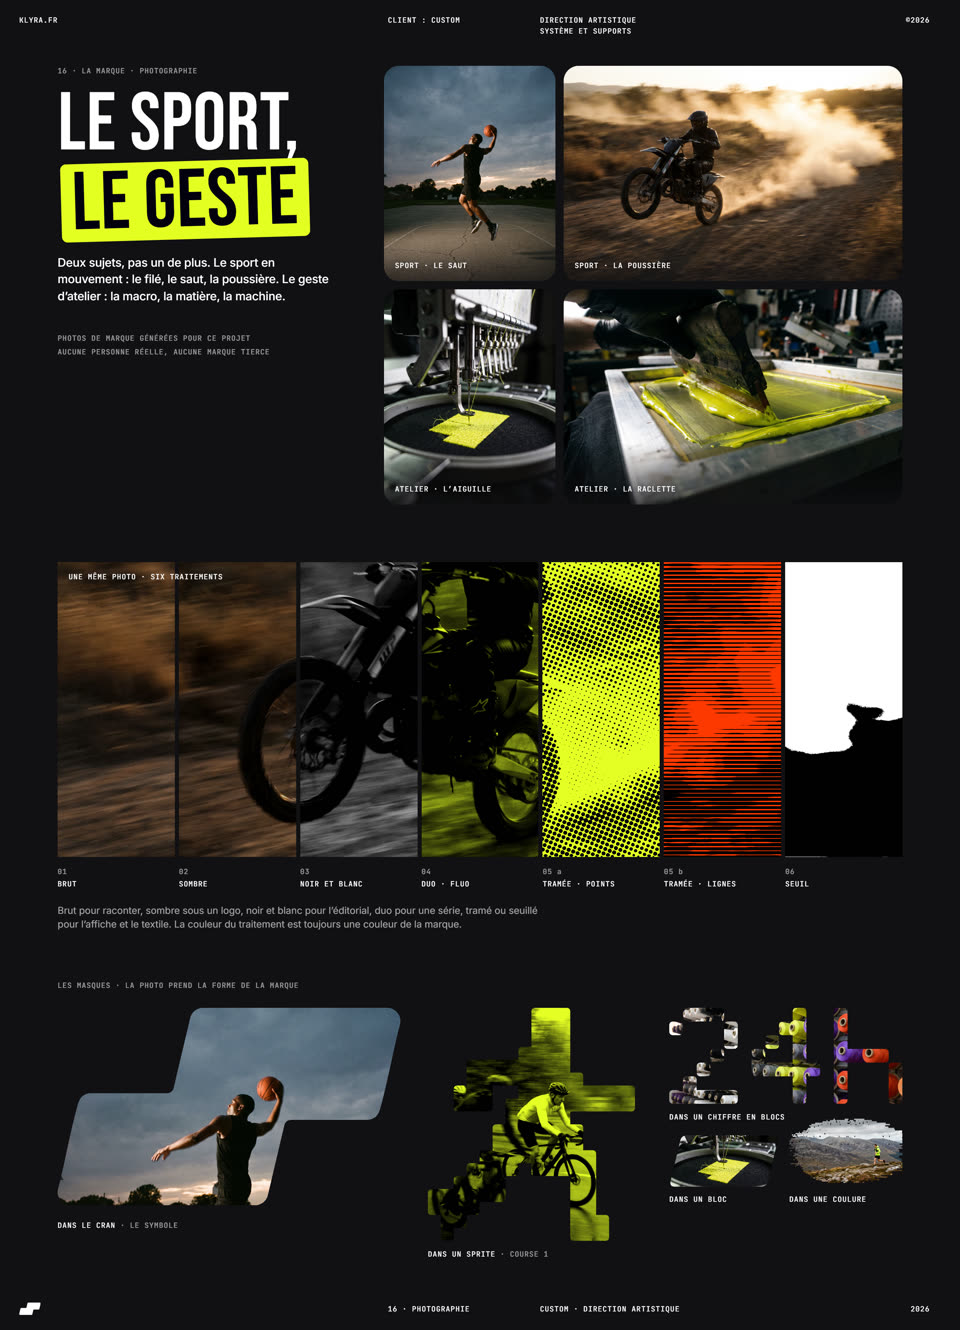 KLYRA.FR
CLIENT : CUSTOM
DIRECTION ARTISTIQUE
SYSTÈME ET SUPPORTS
©2026
16 · LA MARQUE · PHOTOGRAPHIE
LE SPORT,
LE GESTE
Deux sujets, pas un de plus. Le sport en
mouvement : le filé, le saut, la poussière. Le geste
d’atelier : la macro, la matière, la machine.
PHOTOS DE MARQUE GÉNÉRÉES POUR CE PROJET
AUCUNE PERSONNE RÉELLE, AUCUNE MARQUE TIERCE
SPORT · LE SAUT
SPORT · LA POUSSIÈRE
ATELIER · L’AIGUILLE
ATELIER · LA RACLETTE
UNE MÊME PHOTO · SIX TRAITEMENTS
01
BRUT
02
SOMBRE
03
NOIR ET BLANC
04
DUO · FLUO
05 a
TRAMÉE · POINTS
05 b
TRAMÉE · LIGNES
06
SEUIL
Brut pour raconter, sombre sous un logo, noir et blanc pour l’éditorial, duo pour une série, tramé ou seuillé
pour l’affiche et le textile. La couleur du traitement est toujours une couleur de la marque.
LES MASQUES · LA PHOTO PREND LA FORME DE LA MARQUE
24h
DANS UN CHIFFRE EN BLOCS
DANS UN BLOC
DANS UNE COULURE
DANS LE CRAN · LE SYMBOLE
DANS UN SPRITE · COURSE 1
16 · PHOTOGRAPHIE
CUSTOM · DIRECTION ARTISTIQUE
2026